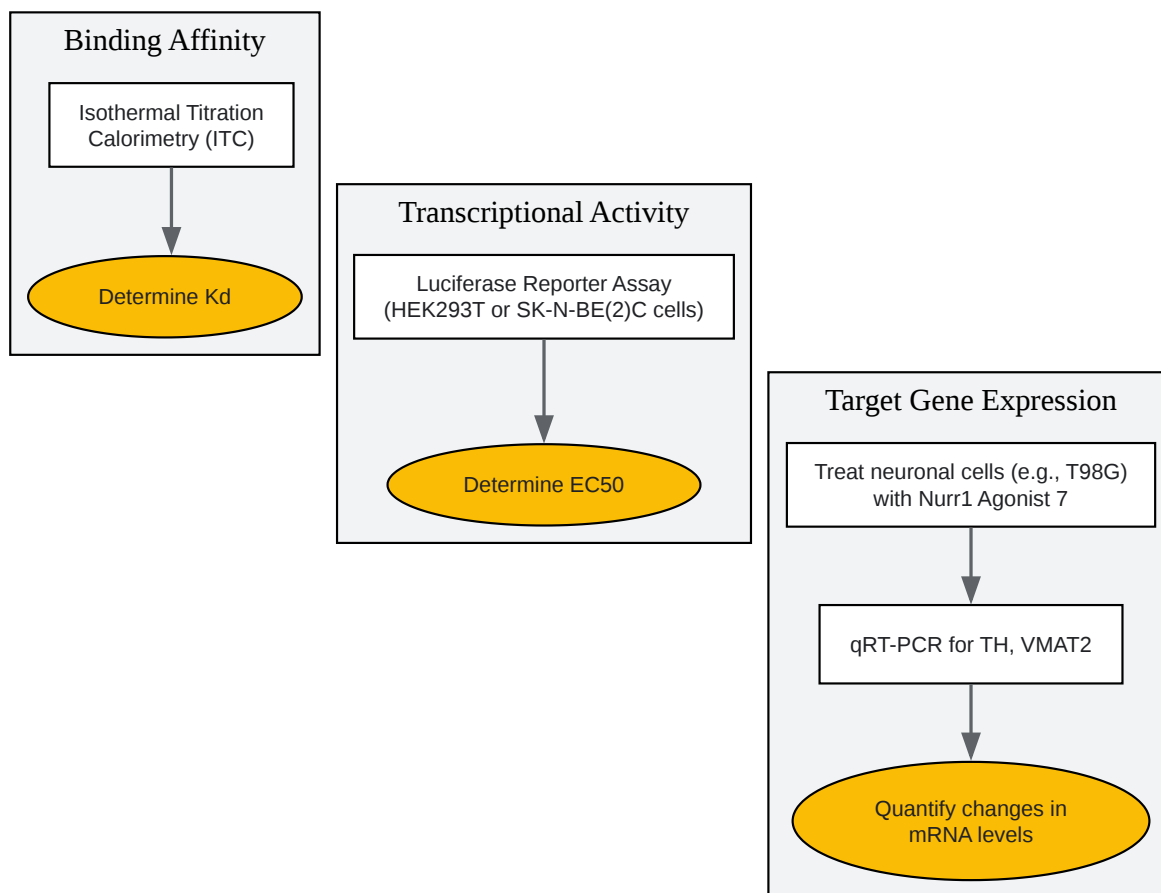 Binding Affinity
Isothermal Titration
Calorimetry (ITC)
Determine Kd
Transcriptional Activity
Luciferase Reporter Assay
(HEK293T or SK-N-BE(2)C cells)
Determine EC50
Target Gene Expression
Treat neuronal cells (e.g., T98G)
with Nurr1 Agonist 7
qRT-PCR for TH, VMAT2
Quantify changes in
mRNA levels